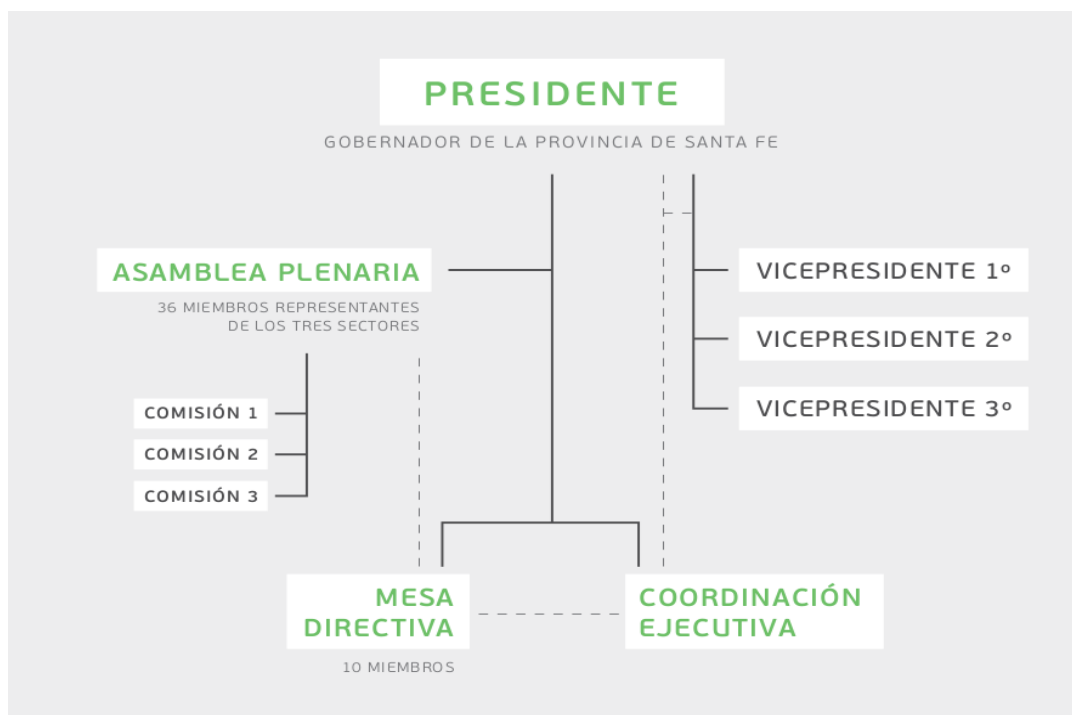 PRESIDENTE
GOBERNADOR DE LA PROVINCIA DE SANTA FE
ASAMBLEA PLENARIA
36 MIEMBROS REPRESENTANTES
DE LOS TRES SECTORES
COMISIÓN 1
COMISIÓN 2
COMISIÓN 3
VICEPRESIDENTE 1º
VICEPRESIDENTE 2º
VICEPRESIDENTE 3º
MESA
DIRECTIVA
10 MIEMBROS
COORDINACIÓN
EJECUTIVA